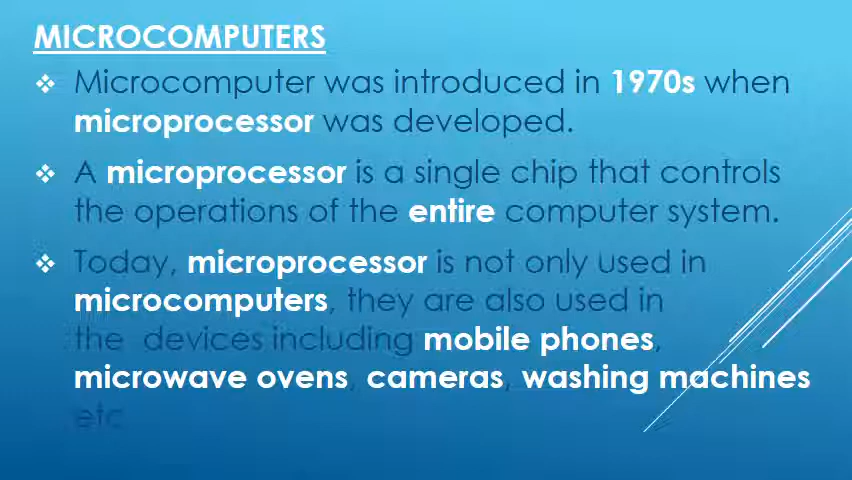 MICROCOMPUTERS
❖ Microcomputer was introduced in 1970s when
microprocessor was developed.
❖ A microprocessor is a single chip that controls
the operations of the entire computer system.
❖ Today, microprocessor is not only used in
microcomputers, they are also used in
the devices including mobile phones,
microwave ovens, cameras, washing machines
etc